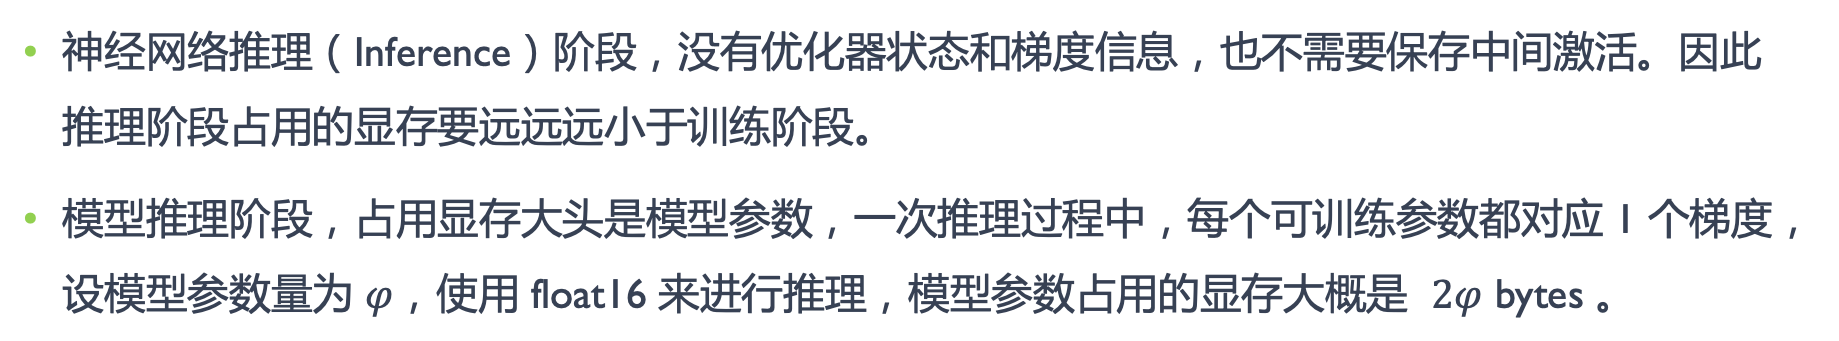 • 神经网络推理（Inference）阶段，没有优化器状态和梯度信息，也不需要保存中间激活。因此
推理阶段占用的显存要远远远小于训练阶段。
• 模型推理阶段，占用显存大头是模型参数，一次推理过程中，每个可训练参数都对应 1 个梯度，
设模型参数量为 φ，使用 float16 来进行推理，模型参数占用的显存大概是 2φ bytes 。